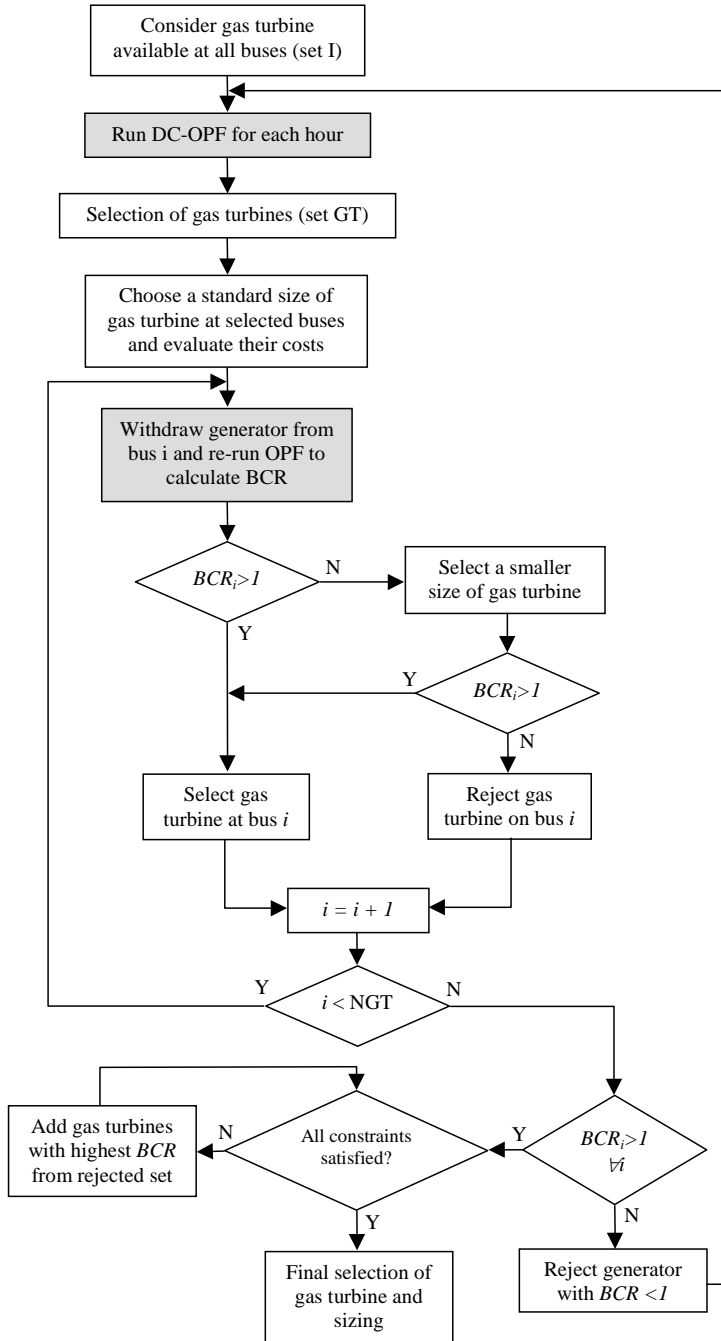 Consider gas turbine
available at all buses (set I)
Run DC-OPF for each hour
Selection of gas turbines (set GT)
Choose a standard size of
gas turbine at selected buses
and evaluate their costs
Withdraw generator from
bus i and re-run OPF to
calculate BCR
BCRᵢ>1
N
Select a smaller
size of gas turbine
Y
Y
BCRᵢ>1
N
Select gas
turbine at bus i
Reject gas
turbine on bus i
i = i + 1
Y
i < NGT
N
Add gas turbines
with highest BCR
from rejected set
N
All constraints
satisfied?
Y
BCRᵢ>1
∀i
Y
N
Final selection of
gas turbine and
sizing
Reject generator
with BCR <1